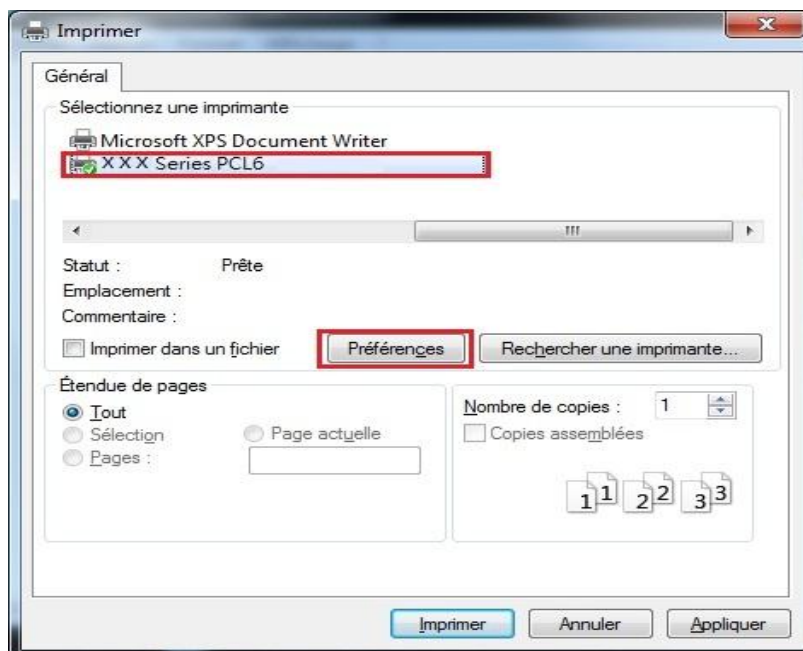 Imprimer
Général
Sélectionnez une imprimante
Microsoft XPS Document Writer
X X X Series PCL6
Statut : Prête
Emplacement :
Commentaire :
Imprimer dans un fichier Préférences Rechercher une imprimante...
Étendue de pages
Tout
Sélection Page actuelle
Pages :
Nombre de copies : 1
Copies assemblées
1 1 2 2 3 3
Imprimer Annuler Appliquer